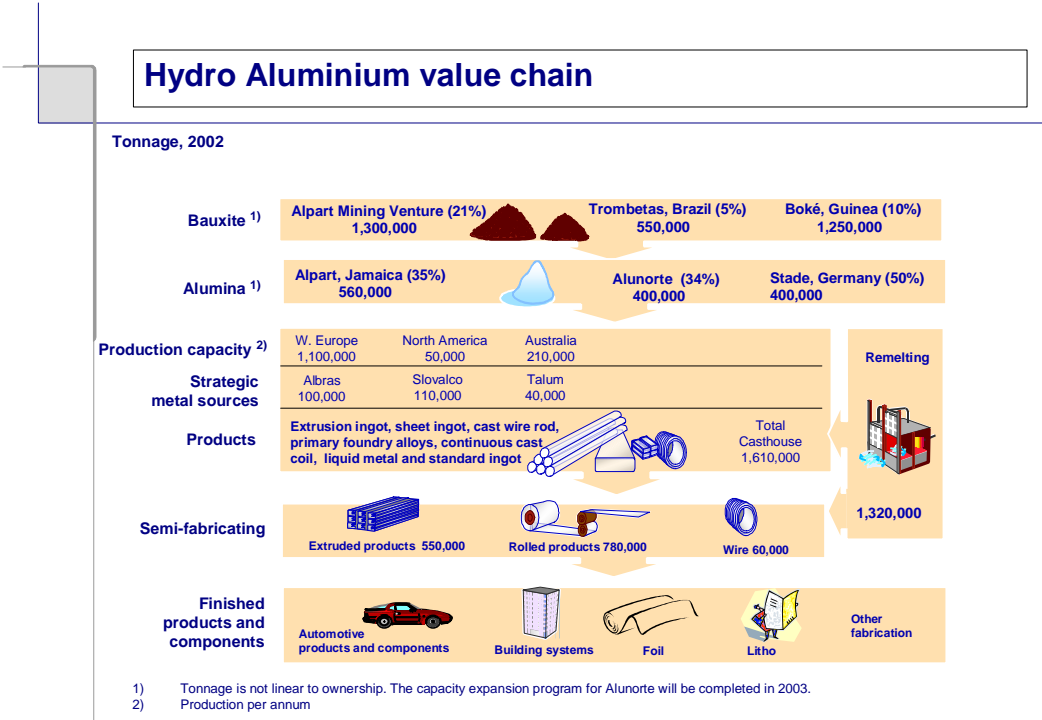 Hydro Aluminium value chain
Tonnage, 2002
Bauxite 1)
Alpart Mining Venture (21%)
1,300,000
Trombetas, Brazil (5%)
550,000
Boké, Guinea (10%)
1,250,000
Alumina 1)
Alpart, Jamaica (35%)
560,000
Alunorte (34%)
400,000
Stade, Germany (50%)
400,000
Production capacity 2)
W. Europe
1,100,000
North America
50,000
Australia
210,000
Strategic
metal sources
Albras
100,000
Slovalco
110,000
Talum
40,000
Products
Extrusion ingot, sheet ingot, cast wire rod,
primary foundry alloys, continuous cast
coil, liquid metal and standard ingot
Total
Casthouse
1,610,000
Remelting
1,320,000
Semi-fabricating
Extruded products 550,000
Rolled products 780,000
Wire 60,000
Finished
products and
components
Automotive
products and components
Building systems
Foil
Litho
Other
fabrication
1) Tonnage is not linear to ownership. The capacity expansion program for Alunorte will be completed in 2003.
2) Production per annum